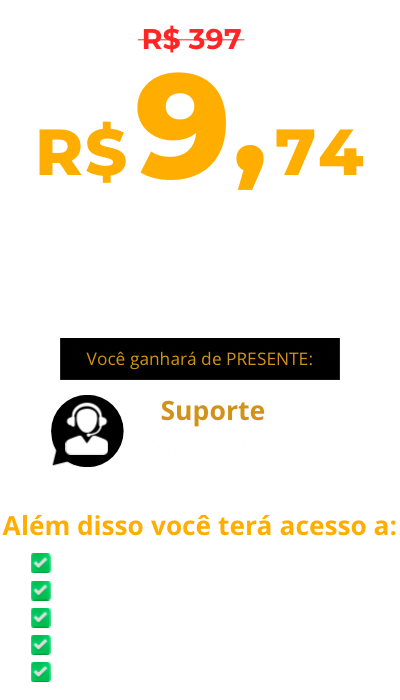 R$ 397
R$9,74
Você ganhará de PRESENTE:
Suporte
Além disso você terá acesso a: